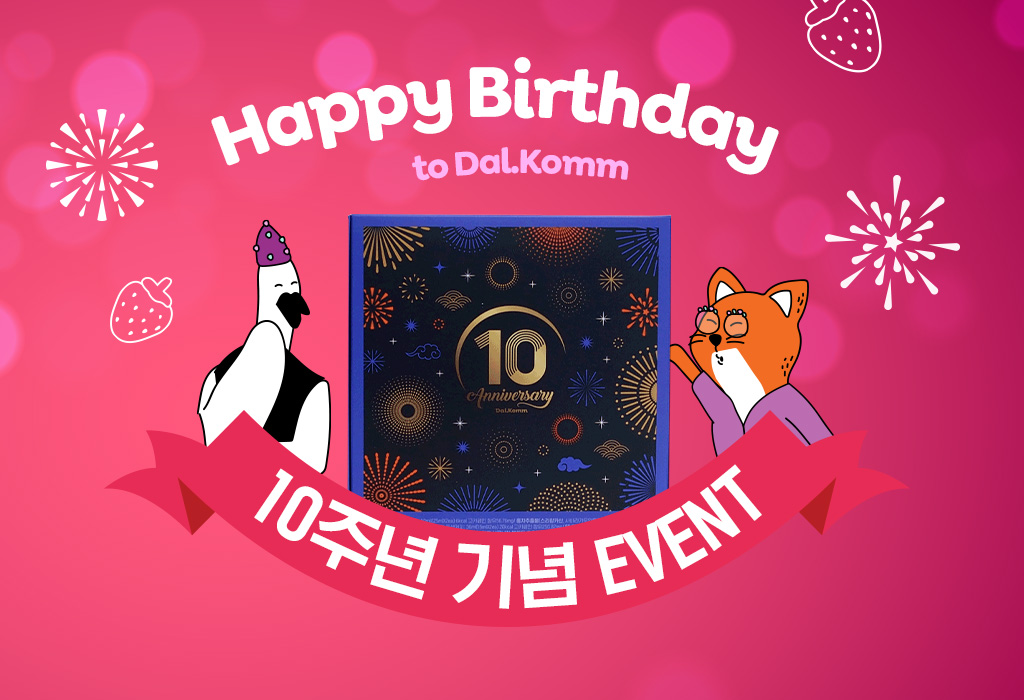 Happy Birthday
to Dal.Komm
10
Anniversary
Dal.Komm
10주년 기념 EVENT